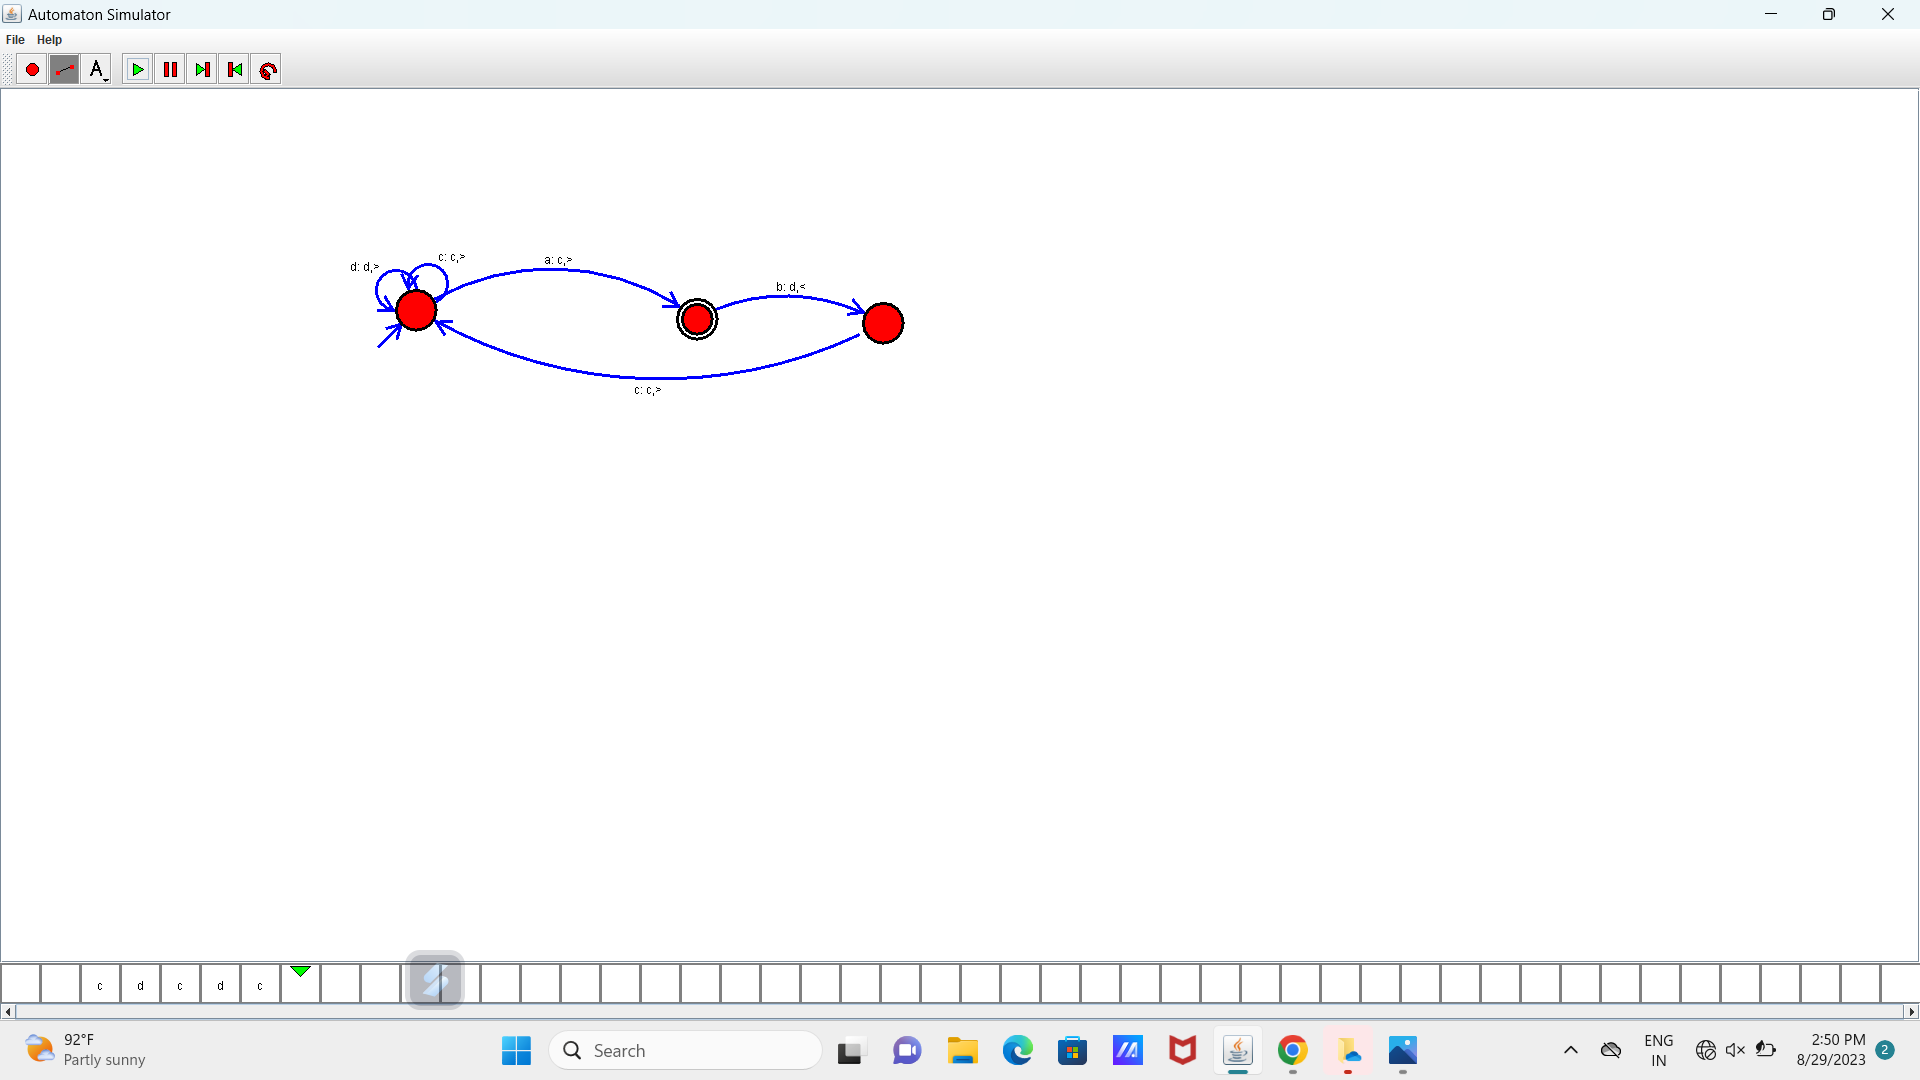 Automaton Simulator
File Help
A
d: d,>
c: c,>
a: c,>
b: d,<
c: c,>
c d c d c
92°F
Partly sunny
Search
ENG
IN
2:50 PM
8/29/2023
2